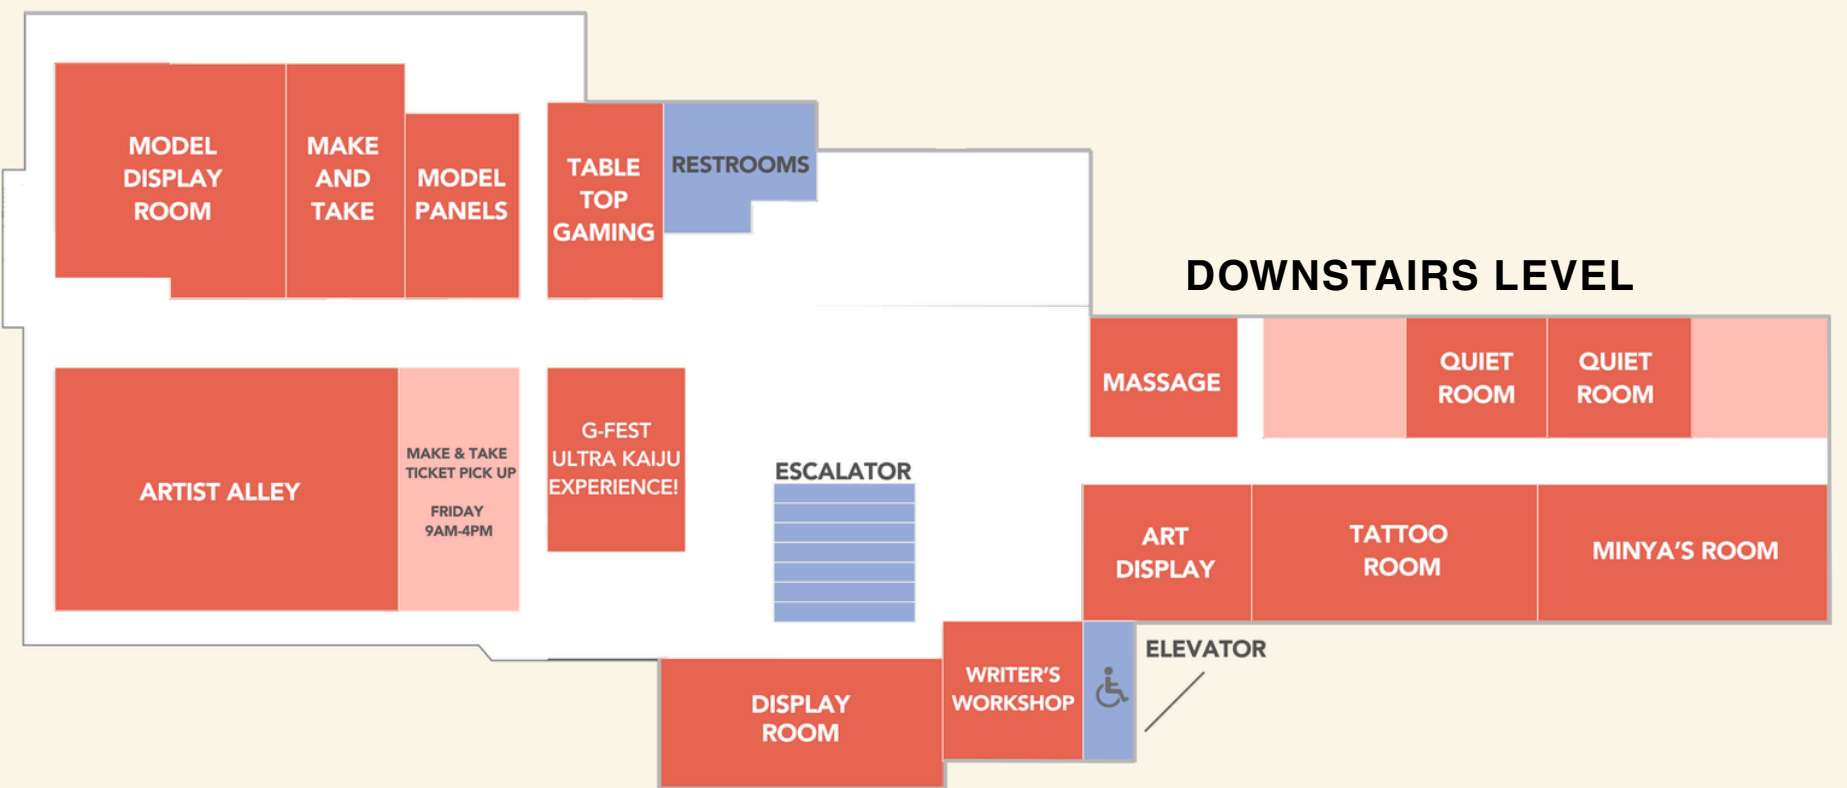 MODEL
DISPLAY
ROOM
MAKE
AND
TAKE
MODEL
PANELS
TABLE
TOP
GAMING
RESTROOMS
DOWNSTAIRS LEVEL
MASSAGE
QUIET
ROOM
QUIET
ROOM
ARTIST ALLEY
MAKE & TAKE
TICKET PICK UP
FRIDAY
9AM-4PM
G-FEST
ULTRA KAIJU
EXPERIENCE!
ESCALATOR
ART
DISPLAY
TATTOO
ROOM
MINYA'S ROOM
DISPLAY
ROOM
WRITER'S
WORKSHOP
ELEVATOR